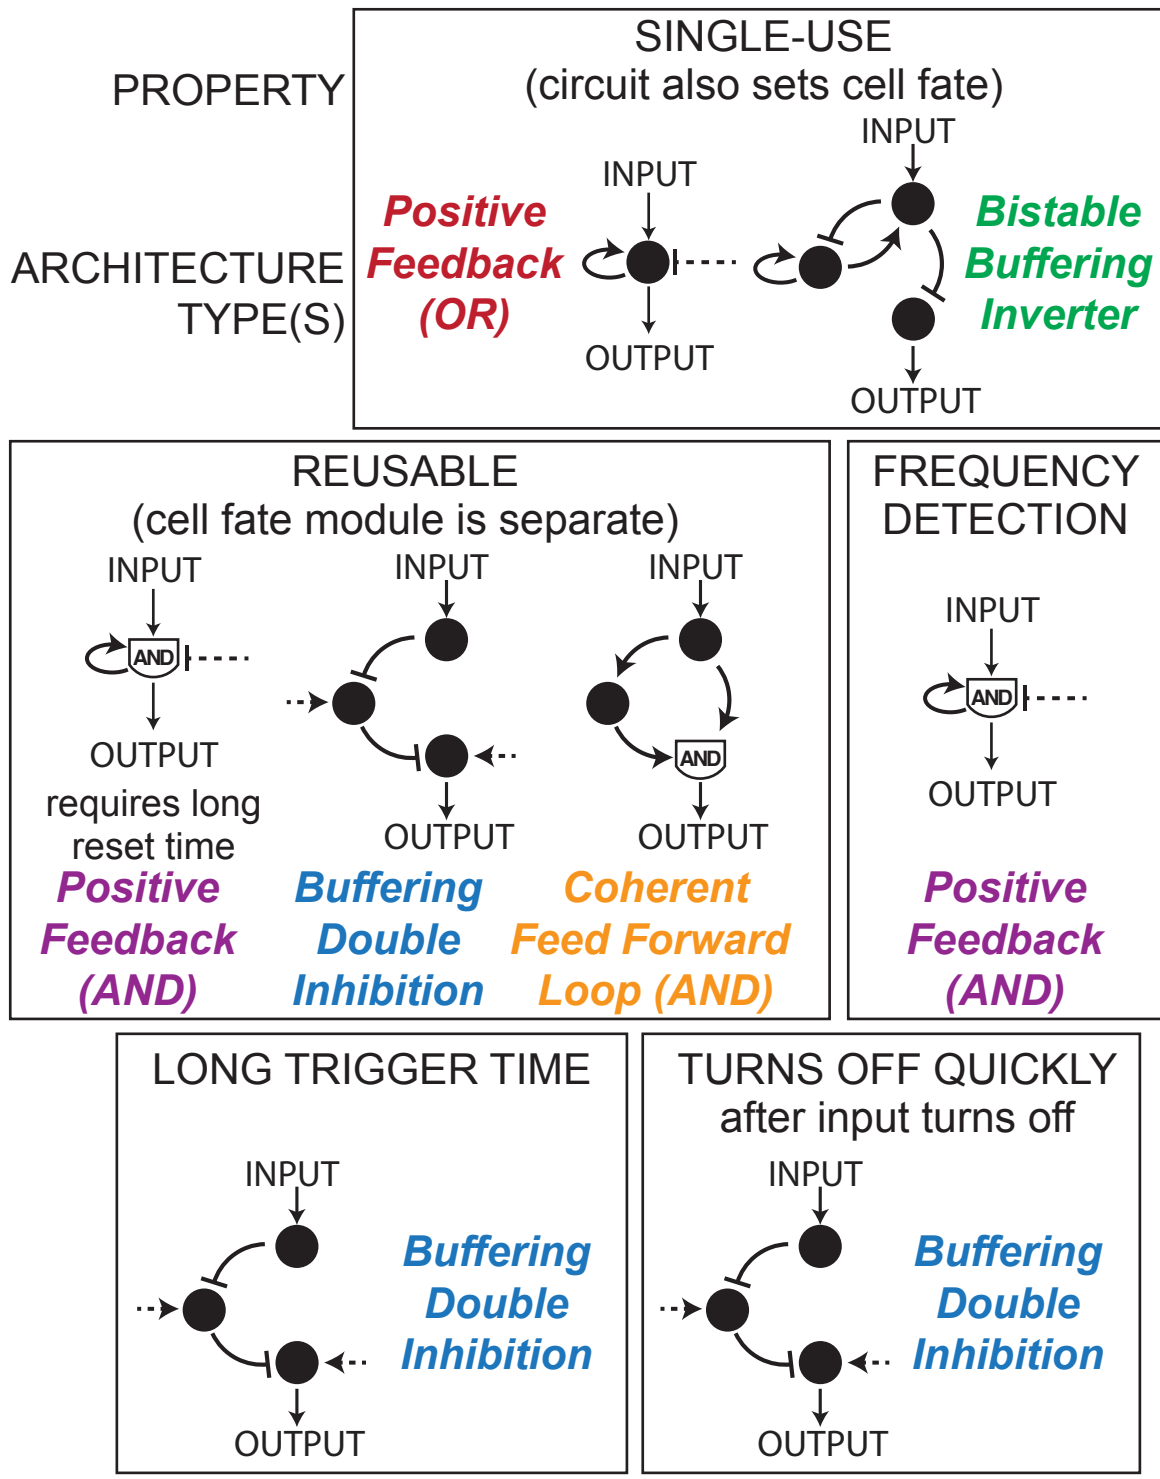 PROPERTY
SINGLE-USE
(circuit also sets cell fate)
ARCHITECTURE
TYPE(S)
Positive
Feedback
(OR)
INPUT
OUTPUT
INPUT
OUTPUT
Bistable
Buffering
Inverter
REUSABLE
(cell fate module is separate)
INPUT
AND
OUTPUT
requires long
reset time
Positive
Feedback
(AND)
INPUT
OUTPUT
Buffering
Double
Inhibition
INPUT
AND
OUTPUT
Coherent
Feed Forward
Loop (AND)
FREQUENCY
DETECTION
INPUT
AND
OUTPUT
Positive
Feedback
(AND)
LONG TRIGGER TIME
INPUT
OUTPUT
Buffering
Double
Inhibition
TURNS OFF QUICKLY
after input turns off
INPUT
OUTPUT
Buffering
Double
Inhibition